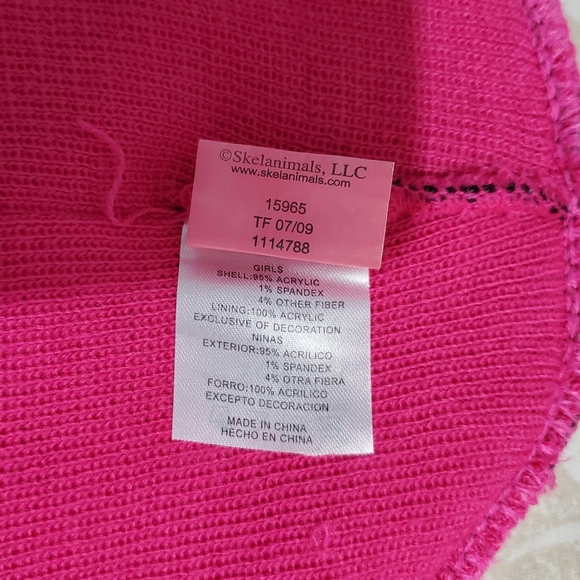 ©Skelanimals, LLC
www.skelanimals.com
15965
TF 07/09
1114788
GIRLS
SHELL:95% ACRYLIC
1% SPANDEX
4% OTHER FIBER
LINING:100% ACRYLIC
EXCLUSIVE OF DECORATION
NINAS
EXTERIOR:95% ACRILICO
1% SPANDEX
4% OTRA FIBRA
FORRO:100% ACRILICO
EXCEPTO DECORACION
MADE IN CHINA
HECHO EN CHINA